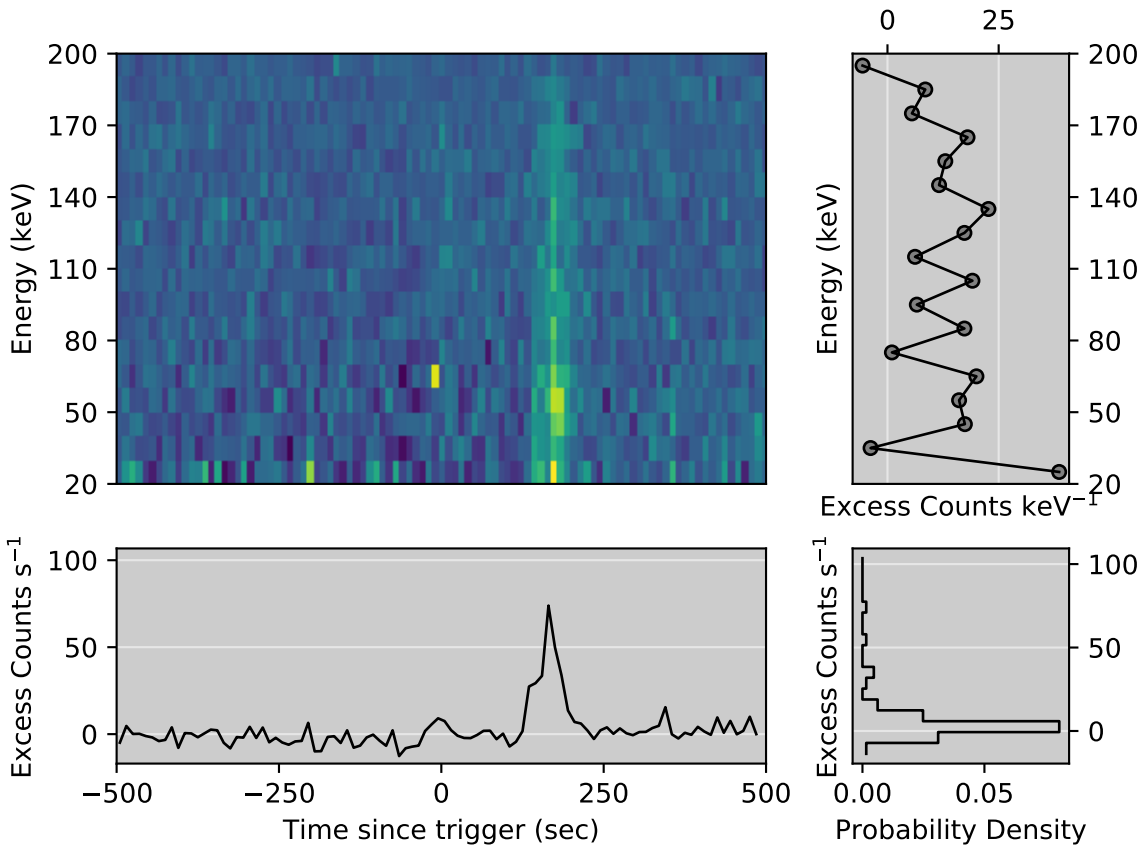 0 25
200 200
170 170
140 140
110 110
80 80
50 50
20 20
Energy (keV)
Energy (keV)
Excess Counts keV⁻¹
100 100
50 50
0 0
Excess Counts s⁻¹
Excess Counts s⁻¹
−500 −250 0 250 500 0.00 0.05
Time since trigger (sec) Probability Density